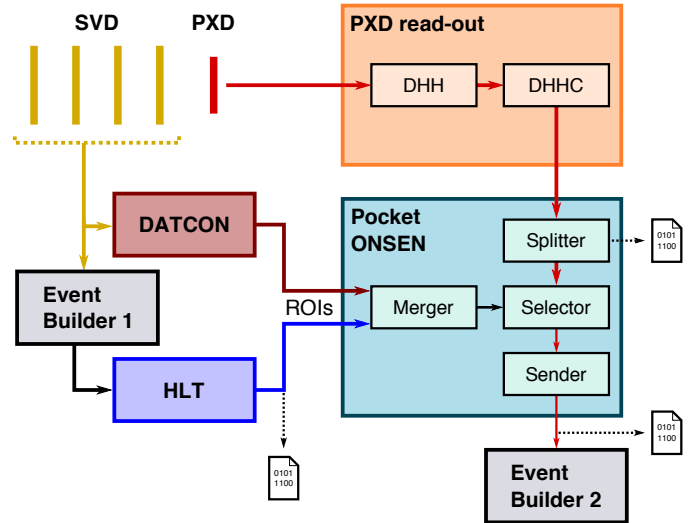 SVD
PXD
PXD read-out
DHH
DHHC
DATCON
Pocket
ONSEN
Splitter
0101
1100
Event
Builder 1
ROIs
Merger
Selector
HLT
Sender
0101
1100
0101
1100
Event
Builder 2